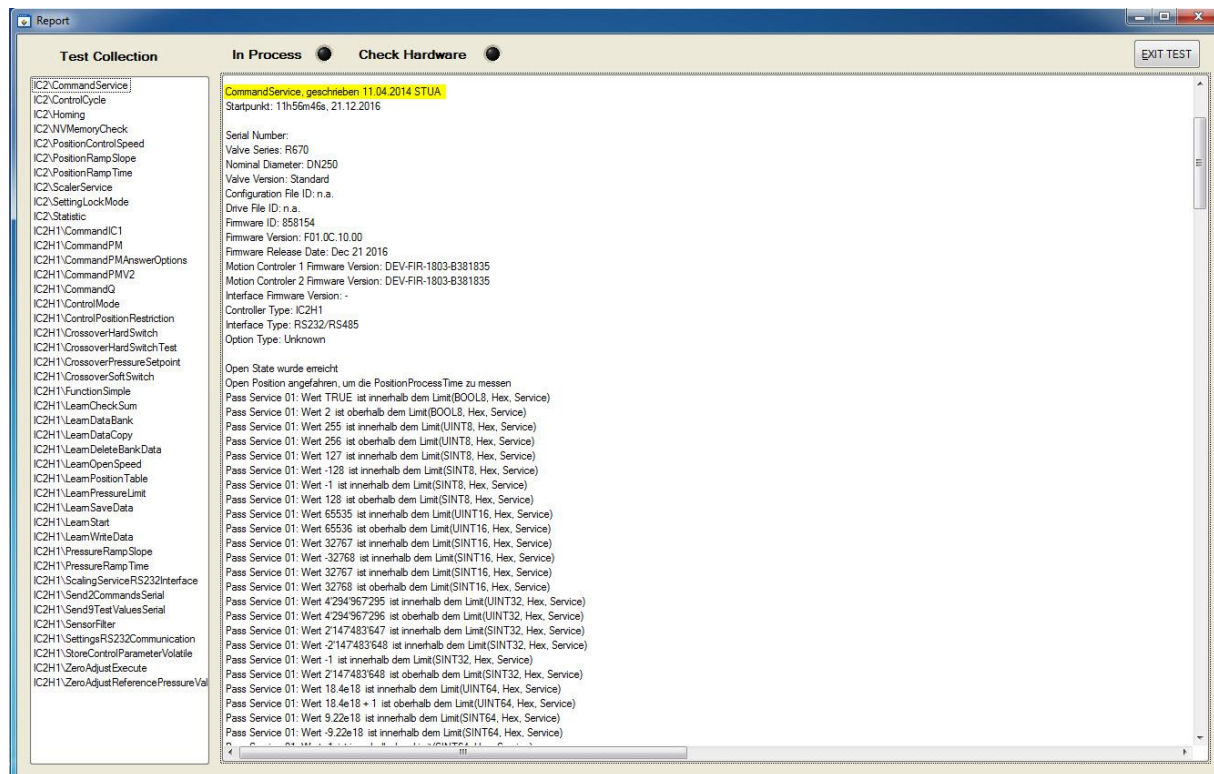 Report
Test Collection
In Process
Check Hardware
EXIT TEST
IC2\CommandService
IC2\ControlCycle
IC2\Homing
IC2\NVMemoryCheck
IC2\PositionControlSpeed
IC2\PositionRampSlope
IC2\PositionRampTime
IC2\ScalerService
IC2\SettingLockMode
IC2\Statistic
IC2H1\CommandIC1
IC2H1\CommandPM
IC2H1\CommandPMAnswerOptions
IC2H1\CommandPMV2
IC2H1\CommandQ
IC2H1\ControlMode
IC2H1\ControlPositionRestriction
IC2H1\CrossoverHardSwitch
IC2H1\CrossoverHardSwitchTest
IC2H1\CrossoverPressureSetpoint
IC2H1\CrossoverSoftSwitch
IC2H1\FunctionSimple
IC2H1\LearnCheckSum
IC2H1\LearnDataBank
IC2H1\LearnDataCopy
IC2H1\LearnDeleteBankData
IC2H1\LearnOpenSpeed
IC2H1\LearnPositionTable
IC2H1\LearnPressureLimit
IC2H1\LearnSaveData
IC2H1\LearnStart
IC2H1\LearnWriteData
IC2H1\PressureRampSlope
IC2H1\PressureRampTime
IC2H1\ScalingServiceRS232Interface
IC2H1\Send2CommandsSerial
IC2H1\Send9TestValuesSerial
IC2H1\SensorFilter
IC2H1\SettingsRS232Communication
IC2H1\StoreControlParameterVolatile
IC2H1\ZeroAdjustExecute
IC2H1\ZeroAdjustReferencePressureVal
CommandService, geschrieben 11.04.2014 STUA
Startpunkt: 11h56m46s, 21.12.2016
Serial Number:
Valve Series: R670
Nominal Diameter: DN250
Valve Version: Standard
Configuration File ID: n.a.
Drive File ID: n.a.
Firmware ID: 858154
Firmware Version: F01.0C.10.00
Firmware Release Date: Dec 21 2016
Motion Controler 1 Firmware Version: DEV-FIR-1803-B381835
Motion Controler 2 Firmware Version: DEV-FIR-1803-B381835
Interface Firmware Version: -
Controller Type: IC2H1
Interface Type: RS232/RS485
Option Type: Unknown
Open State wurde erreicht
Open Position angefahren, um die PositionProcessTime zu messen
Pass Service 01: Wert TRUE ist innerhalb dem Limit(BOOL8, Hex, Service)
Pass Service 01: Wert 2 ist oberhalb dem Limit(BOOL8, Hex, Service)
Pass Service 01: Wert 255 ist innerhalb dem Limit(UINT8, Hex, Service)
Pass Service 01: Wert 256 ist oberhalb dem Limit(UINT8, Hex, Service)
Pass Service 01: Wert 127 ist innerhalb dem Limit(SINT8, Hex, Service)
Pass Service 01: Wert -128 ist innerhalb dem Limit(SINT8, Hex, Service)
Pass Service 01: Wert -1 ist innerhalb dem Limit(SINT8, Hex, Service)
Pass Service 01: Wert 128 ist oberhalb dem Limit(SINT8, Hex, Service)
Pass Service 01: Wert 65535 ist innerhalb dem Limit(UINT16, Hex, Service)
Pass Service 01: Wert 65536 ist oberhalb dem Limit(UINT16, Hex, Service)
Pass Service 01: Wert 32767 ist innerhalb dem Limit(SINT16, Hex, Service)
Pass Service 01: Wert -32768 ist innerhalb dem Limit(SINT16, Hex, Service)
Pass Service 01: Wert 32767 ist innerhalb dem Limit(SINT16, Hex, Service)
Pass Service 01: Wert 32768 ist oberhalb dem Limit(SINT16, Hex, Service)
Pass Service 01: Wert 4'294'967'295 ist innerhalb dem Limit(UINT32, Hex, Service)
Pass Service 01: Wert 4'294'967'296 ist oberhalb dem Limit(UINT32, Hex, Service)
Pass Service 01: Wert 2'147'483'647 ist innerhalb dem Limit(SINT32, Hex, Service)
Pass Service 01: Wert -2'147'483'648 ist innerhalb dem Limit(SINT32, Hex, Service)
Pass Service 01: Wert -1 ist innerhalb dem Limit(SINT32, Hex, Service)
Pass Service 01: Wert 2'147'483'648 ist oberhalb dem Limit(SINT32, Hex, Service)
Pass Service 01: Wert 18.4e18 ist innerhalb dem Limit(UINT64, Hex, Service)
Pass Service 01: Wert 18.4e18 + 1 ist oberhalb dem Limit(UINT64, Hex, Service)
Pass Service 01: Wert 9.22e18 ist innerhalb dem Limit(SINT64, Hex, Service)
Pass Service 01: Wert -9.22e18 ist innerhalb dem Limit(SINT64, Hex, Service)